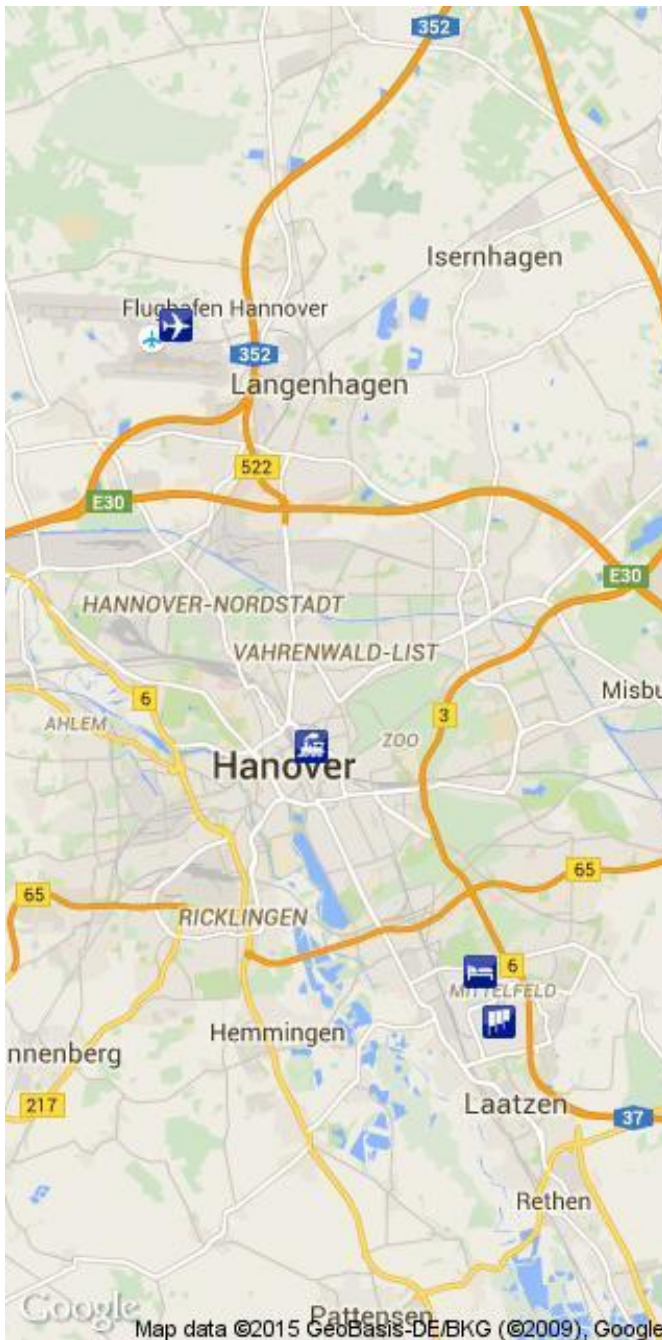 352
Isernhagen
Flughafen Hannover
352
Langenhagen
522
E30
E30
HANNOVER-NORDSTADT
VAHRENWALD-LIST
Misbu
6
3
AHLEM
ZOO
Hanover
65
65
RICKLINGEN
6
MITTELFELD
Hemmingen
nnenberg
217
Laatzen
37
Rethen
Google
Pattensen
Map data ©2015 GeoBasis-DE/BKG (©2009), Google